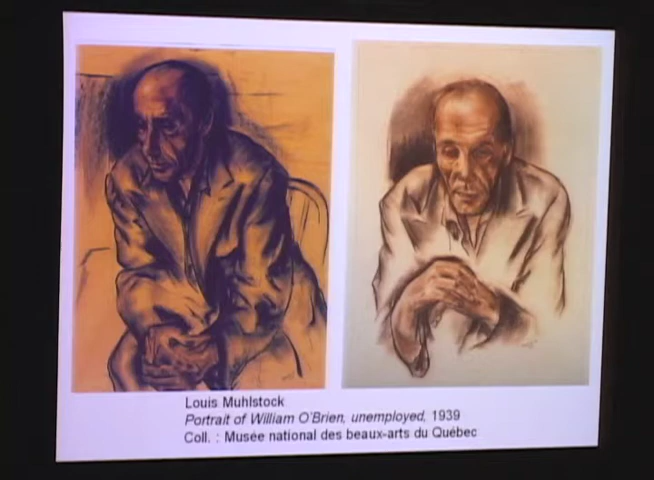 Louis Muhlstock
Portrait of William O'Brien, unemployed, 1939
Coll. : Musée national des beaux-arts du Québec